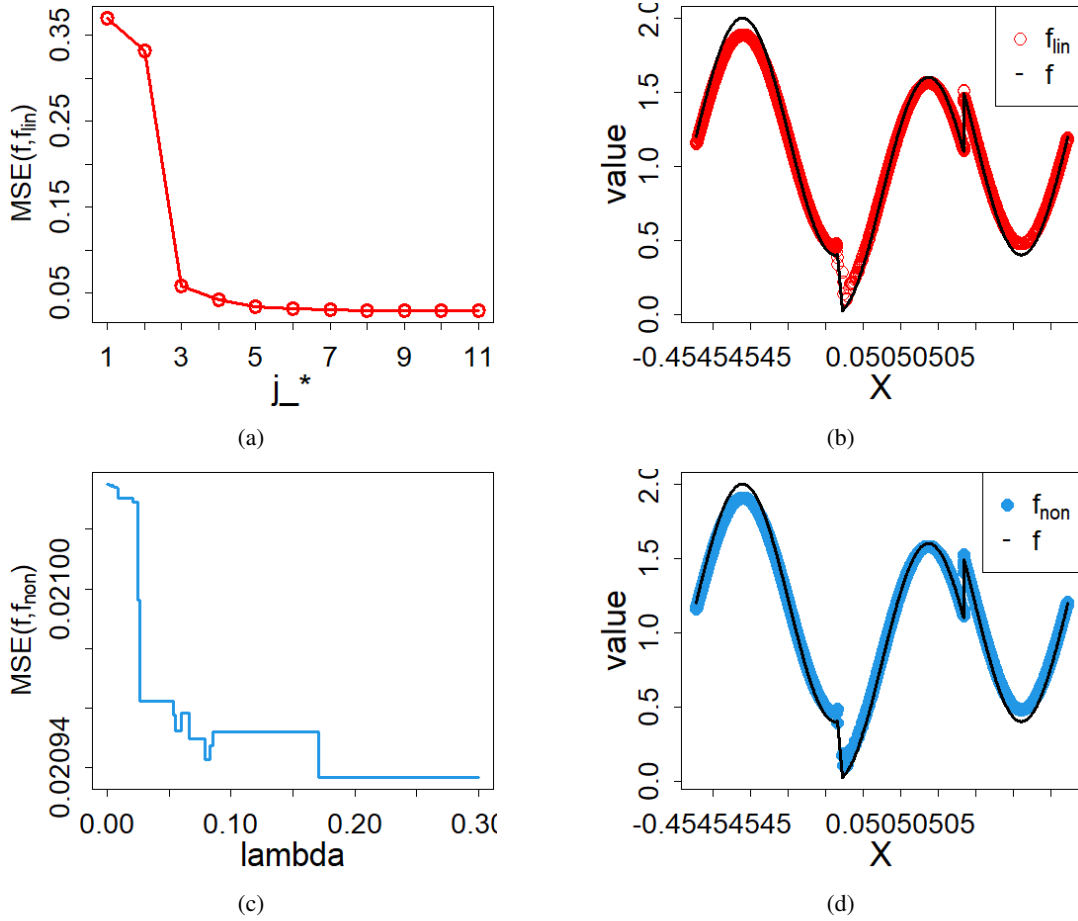 0.05 0.15 0.25 0.35
MSE(f,f_lin)
1 3 5 7 9 11
j_*
(a)
0.0 0.5 1.0 1.5 2.0
value
f_lin
- f
-0.45454545 0.05050505
X
(b)
0.02094 0.02100
MSE(f,f_non)
0.00 0.10 0.20 0.30
lambda
(c)
0.0 0.5 1.0 1.5 2.0
value
f_non
- f
-0.45454545 0.05050505
X
(d)